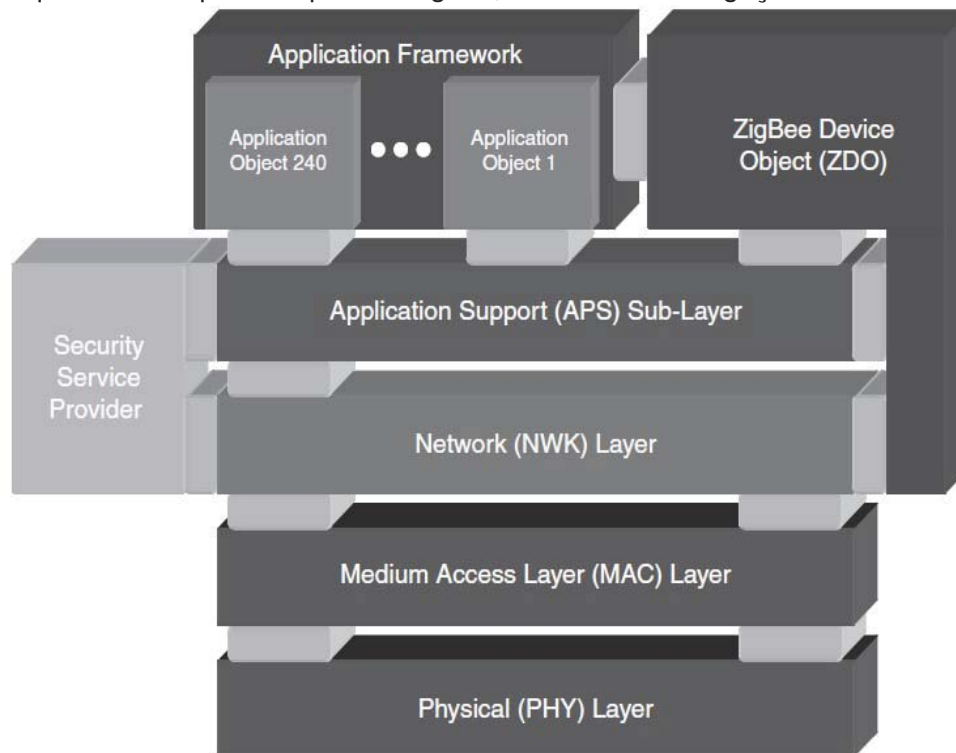 Application Framework
Application
Object 240
Application
Object 1
ZigBee Device
Object (ZDO)
Application Support (APS) Sub-Layer
Security
Service
Provider
Network (NWK) Layer
Medium Access Layer (MAC) Layer
Physical (PHY) Layer